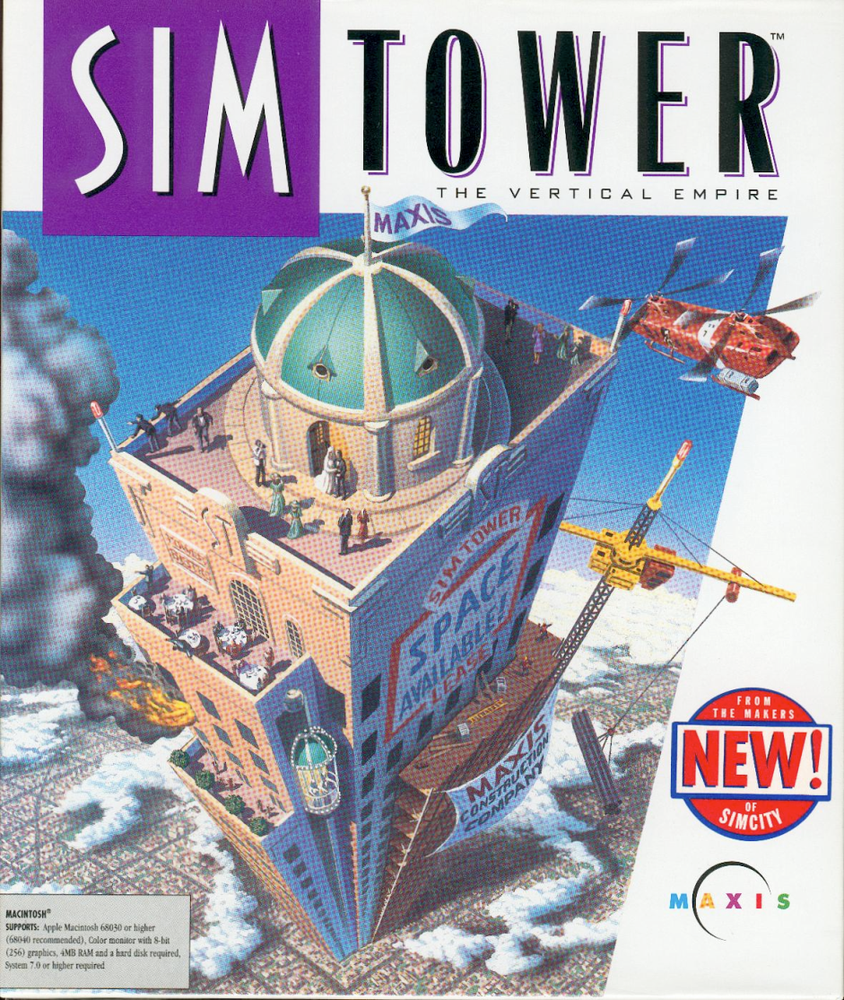 SIM TOWER™
THE VERTICAL EMPIRE
MAXIS
SIM TOWER
SPACE
AVAILABLE!
LEASE
MAXIS
CONSTRUCTION
COMPANY
FROM
THE MAKERS
NEW!
OF
SIMCITY
MAXIS
MACINTOSH®
SUPPORTS: Apple Macintosh 68030 or higher
(68040 recommended), Color monitor with 8-bit
(256) graphics, 4MB RAM and a hard disk required,
System 7.0 or higher required